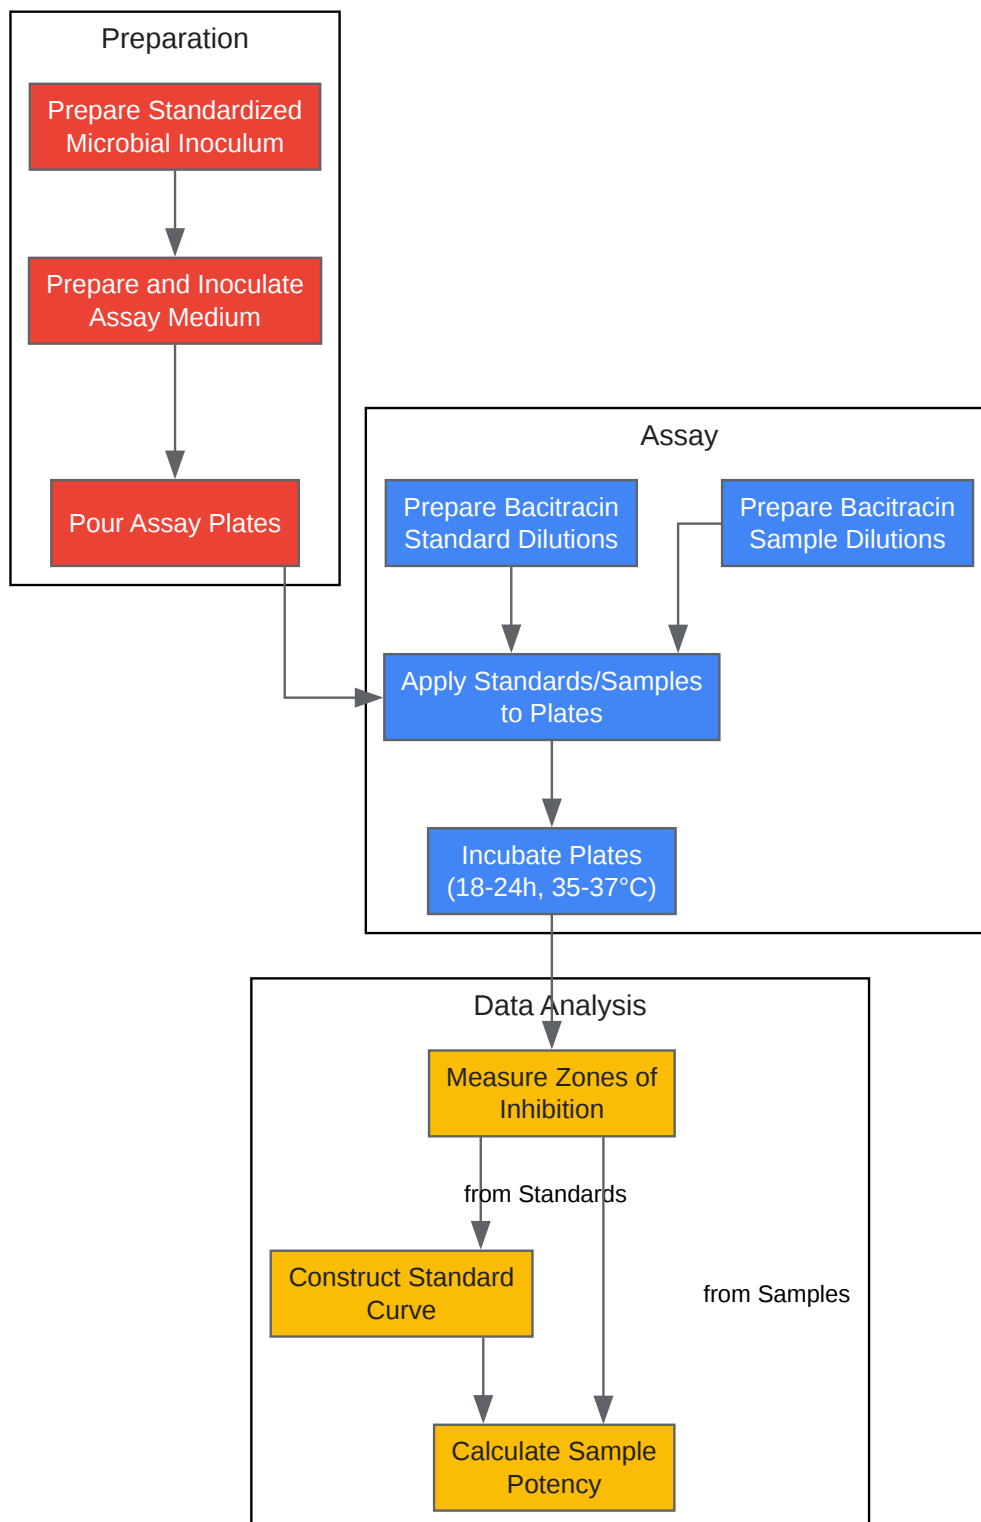 Preparation
Prepare Standardized
Microbial Inoculum
Prepare and Inoculate
Assay Medium
Pour Assay Plates
Assay
Prepare Bacitracin
Standard Dilutions
Prepare Bacitracin
Sample Dilutions
Apply Standards/Samples
to Plates
Incubate Plates
(18-24h, 35-37°C)
Data Analysis
Measure Zones of
Inhibition
from Standards
Construct Standard
Curve
from Samples
Calculate Sample
Potency